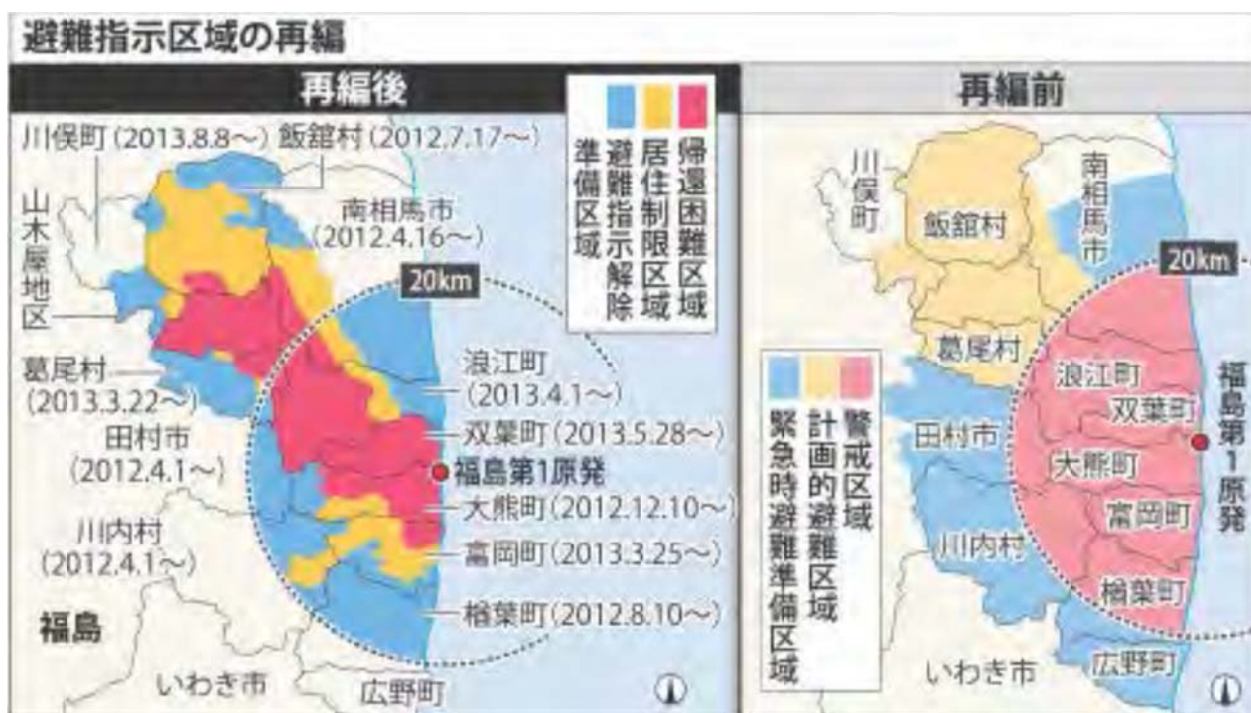 避難指示区域の再編
再編後
川俣町(2013.8.8〜)
飯舘村(2012.7.17〜)
山木屋地区
南相馬市
(2012.4.16〜)
20km
葛尾村
(2013.3.22〜)
田村市
(2012.4.1〜)
川内村
(2012.4.1〜)
浪江町
(2013.4.1〜)
双葉町(2013.5.28〜)
福島第1原発
大熊町(2012.12.10〜)
富岡町(2013.3.25〜)
楢葉町(2012.8.10〜)
福島
いわき市
広野町
帰還困難区域
居住制限区域
避難指示解除
準備区域
再編前
川俣町
飯舘村
南相馬市
20km
葛尾村
浪江町
双葉町
福島第1原発
田村市
大熊町
富岡町
川内村
楢葉町
いわき市
広野町
警戒区域
計画的避難区域
緊急時避難準備区域